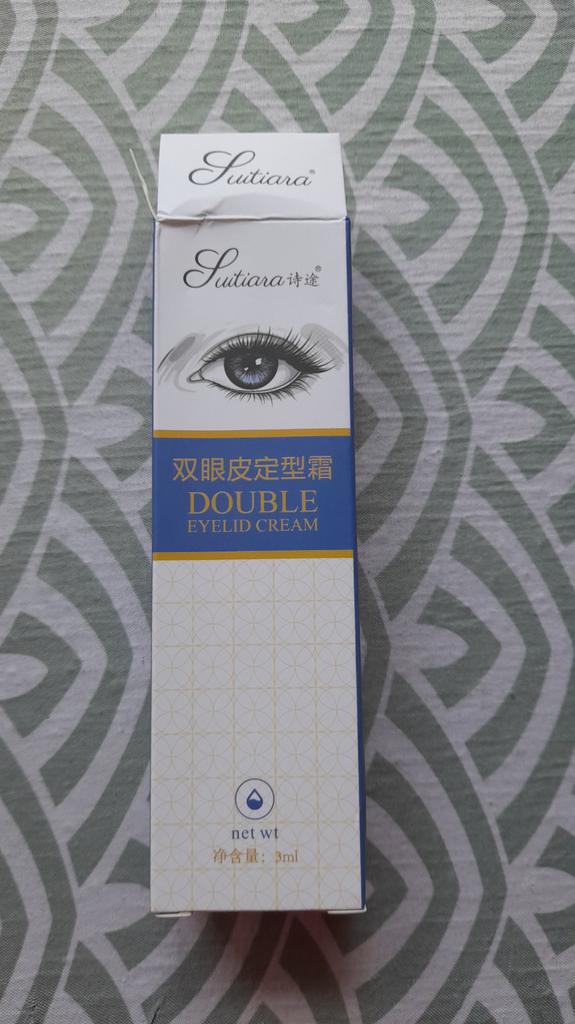 Suitiara®
Suitiara诗途®
双眼皮定型霜
DOUBLE
EYELID CREAM
net wt
净含量：3ml